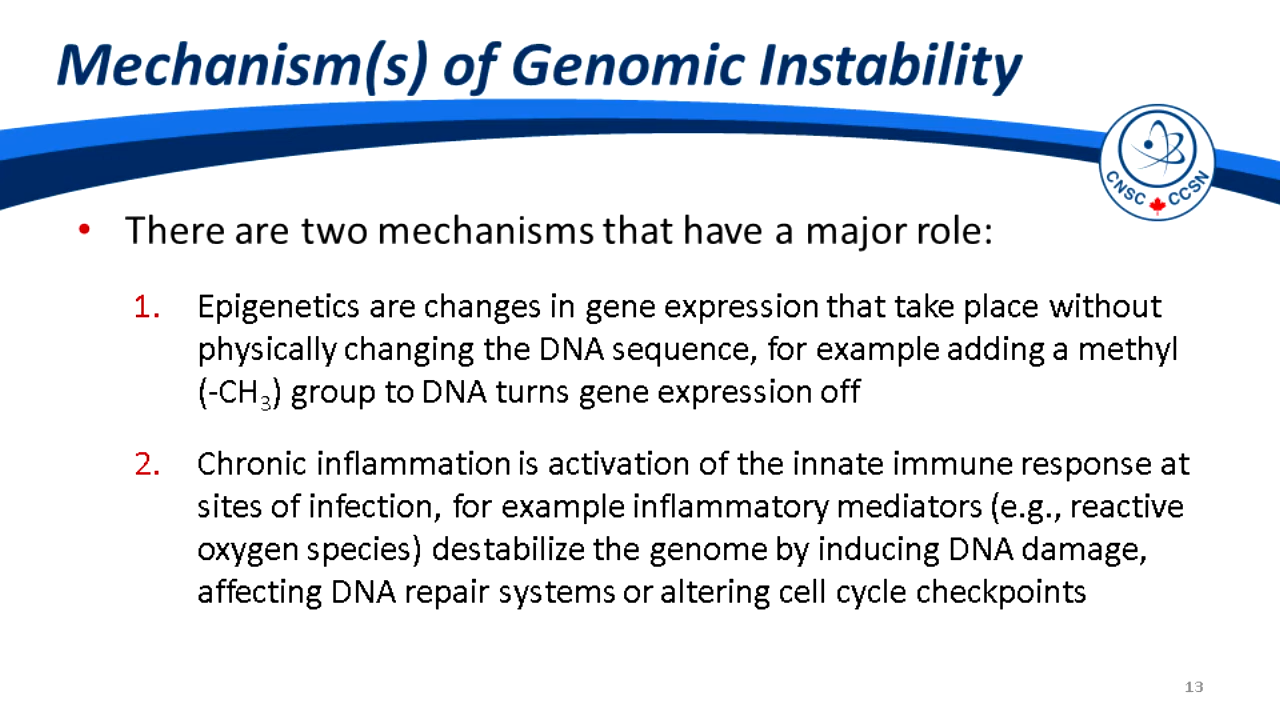 Mechanism(s) of Genomic Instability
CNSC CCSN
• There are two mechanisms that have a major role:
1. Epigenetics are changes in gene expression that take place without
physically changing the DNA sequence, for example adding a methyl
(-CH₃) group to DNA turns gene expression off
2. Chronic inflammation is activation of the innate immune response at
sites of infection, for example inflammatory mediators (e.g., reactive
oxygen species) destabilize the genome by inducing DNA damage,
affecting DNA repair systems or altering cell cycle checkpoints
13